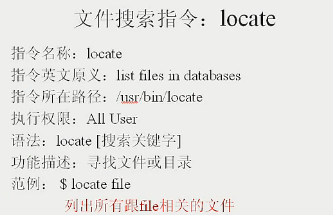 文件搜索指令：locate
指令名称：locate
指令英文原义：list files in databases
指令所在路径：/usr/bin/locate
执行权限：All User
语法：locate [搜索关键字]
功能描述：寻找文件或目录
范例： $ locate file
列出所有跟file相关的文件